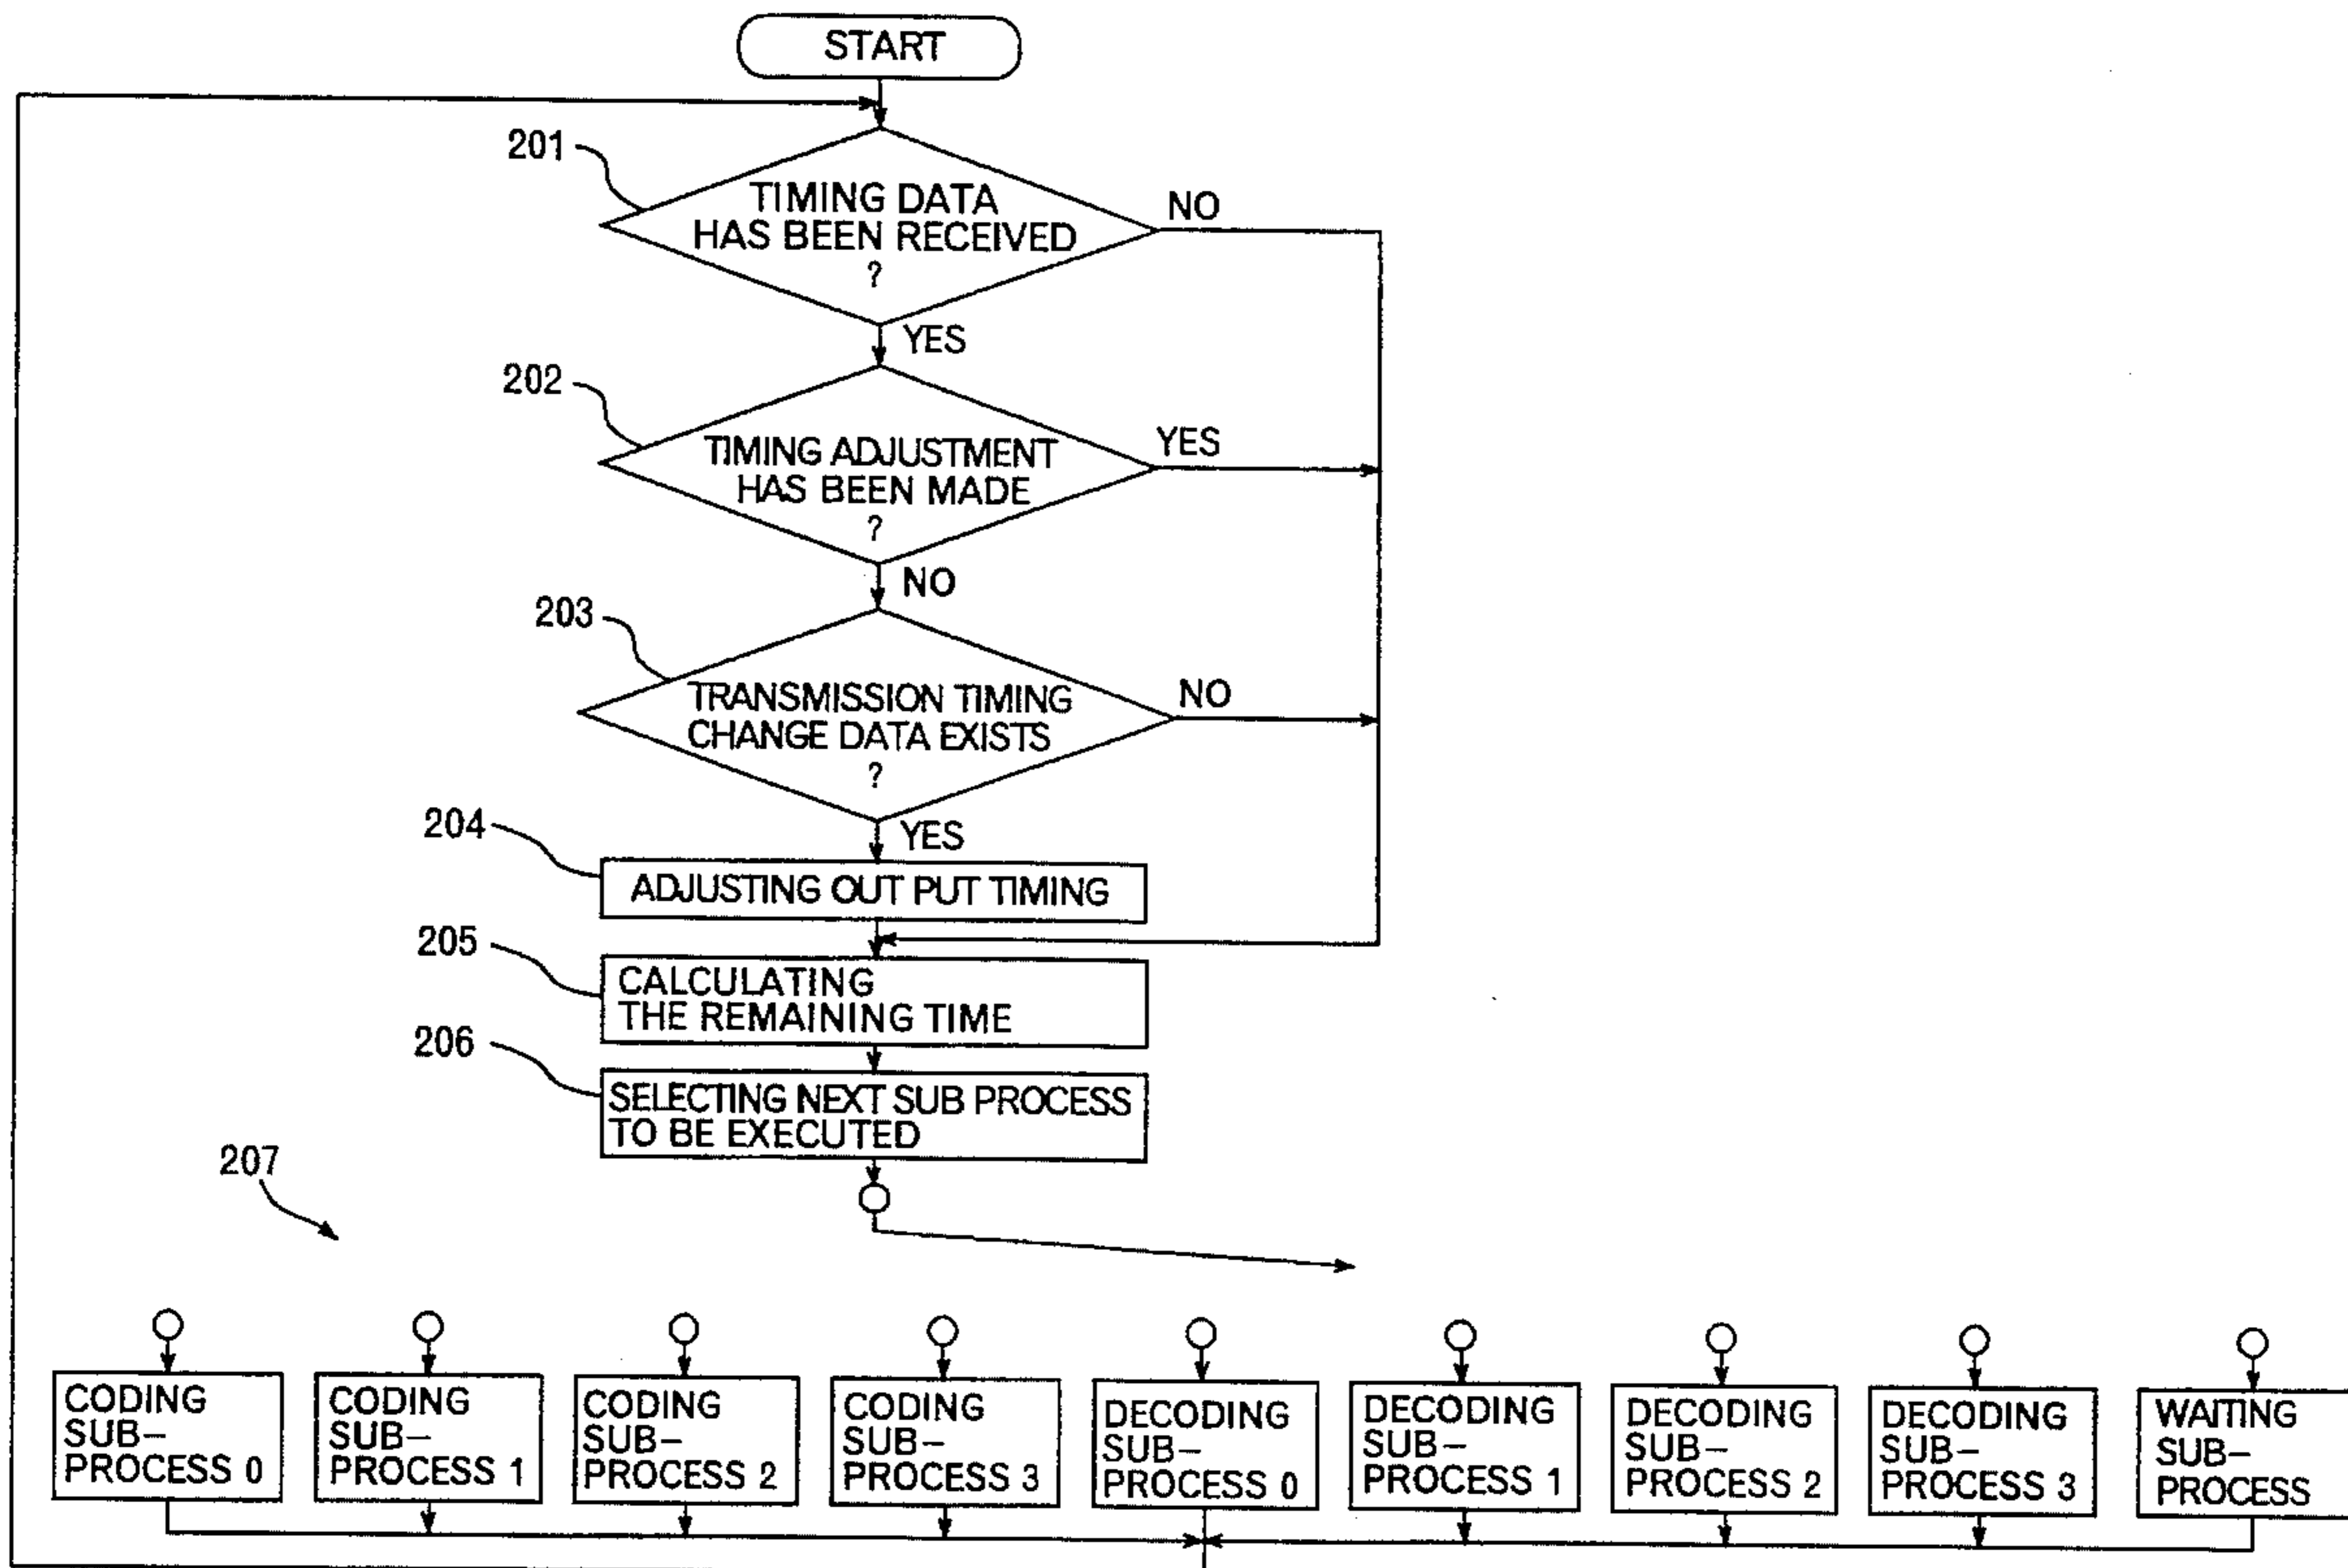 START
201
TIMING DATA
HAS BEEN RECEIVED
?
NO
YES
202
TIMING ADJUSTMENT
HAS BEEN MADE
?
YES
NO
203
TRANSMISSION TIMING
CHANGE DATA EXISTS
?
NO
YES
204
ADJUSTING OUT PUT TIMING
205
CALCULATING
THE REMAINING TIME
206
SELECTING NEXT SUB PROCESS
TO BE EXECUTED
207
CODING
SUB-
PROCESS 0
CODING
SUB-
PROCESS 1
CODING
SUB-
PROCESS 2
CODING
SUB-
PROCESS 3
DECODING
SUB-
PROCESS 0
DECODING
SUB-
PROCESS 1
DECODING
SUB-
PROCESS 2
DECODING
SUB-
PROCESS 3
WAITING
SUB-
PROCESS